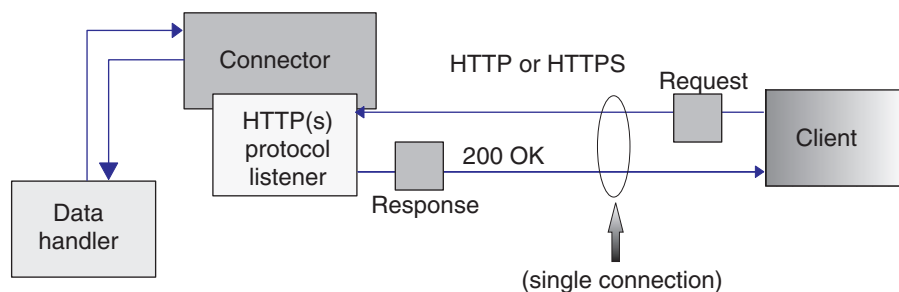 Connector
HTTP or HTTPS
Request
HTTP(s)
protocol
listener
Client
200 OK
Response
Data
handler
(single connection)